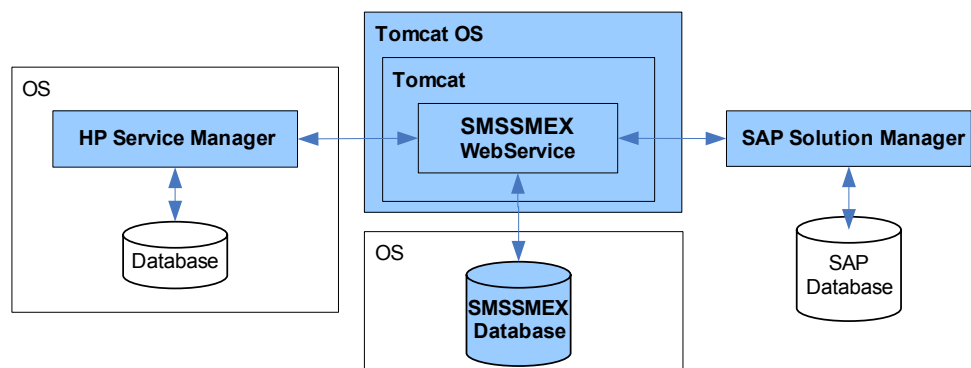 Tomcat OS
Tomcat
SMSSMEX
WebService
OS
HP Service Manager
Database
SAP Solution Manager
SAP
Database
OS
SMSSMEX
Database